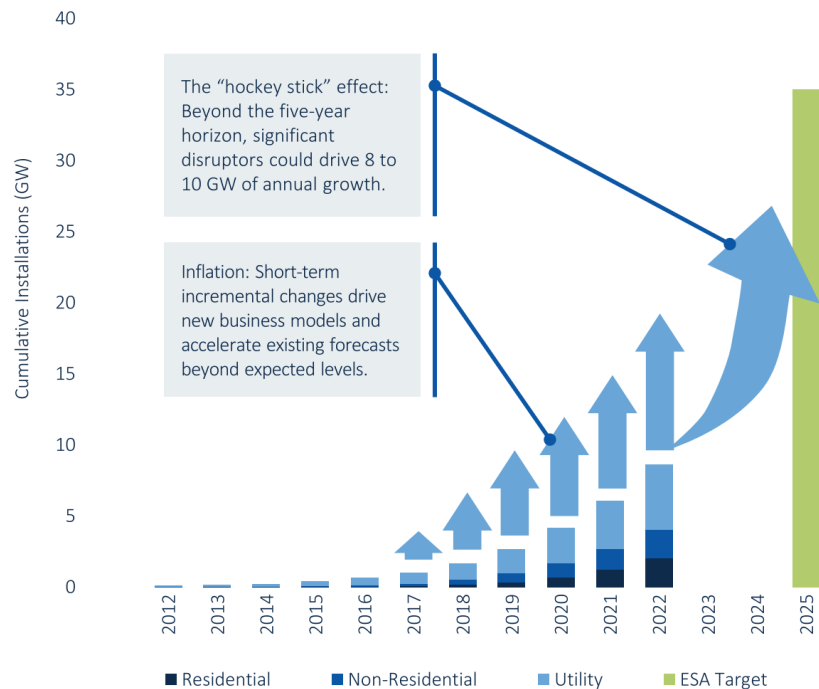 40
35
30
25
20
15
10
5
0
Cumulative Installations (GW)
The “hockey stick” effect:
Beyond the five-year
horizon, significant
disruptors could drive 8 to
10 GW of annual growth.
Inflation: Short-term
incremental changes drive
new business models and
accelerate existing forecasts
beyond expected levels.
2012
2013
2014
2015
2016
2017
2018
2019
2020
2021
2022
2023
2024
2025
Residential
Non-Residential
Utility
ESA Target